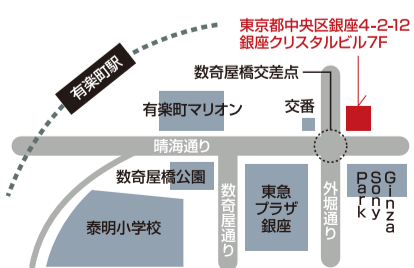 東京都中央区銀座4-2-12
銀座クリスタルビル7F
有楽町駅
数奇屋橋交差点
有楽町マリオン
交番
晴海通り
数奇屋橋公園
数奇屋通り
外堀通り
泰明小学校
東急
プラザ
銀座
Ginza
Sony
Park